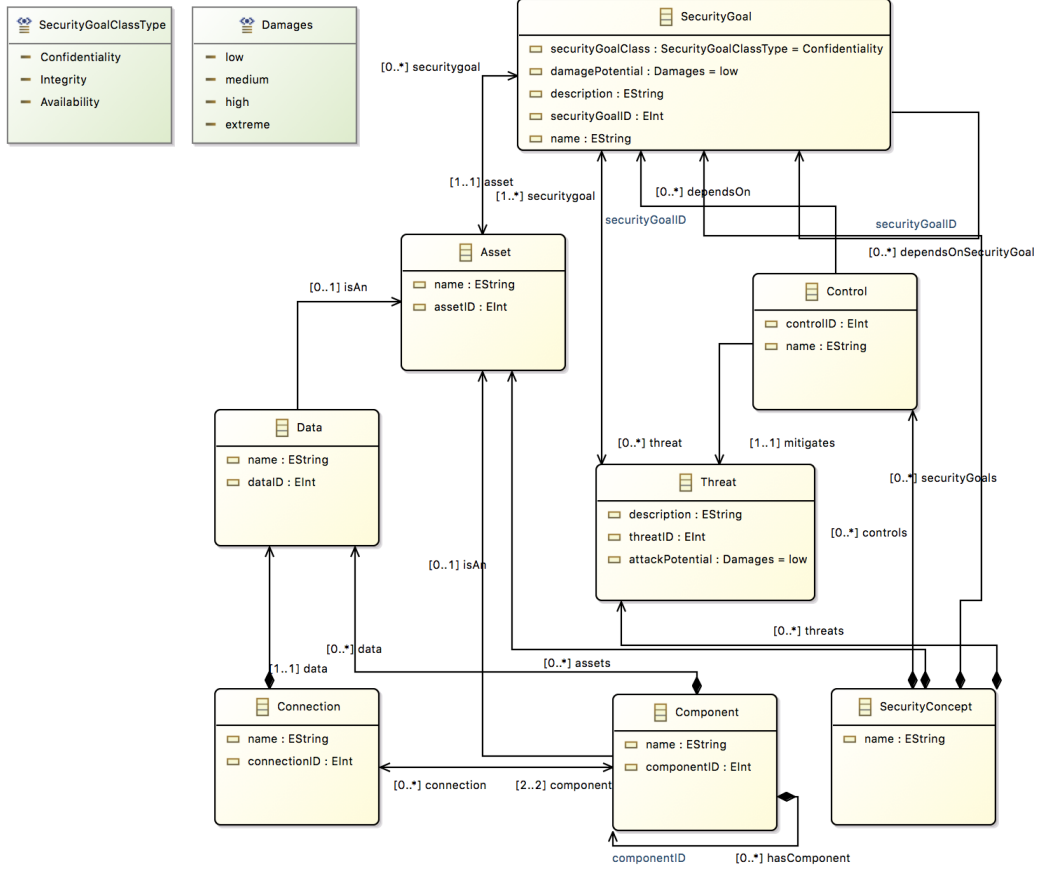 SecurityGoalClassType
Confidentiality
Integrity
Availability
Damages
low
medium
high
extreme
SecurityGoal
securityGoalClass : SecurityGoalClassType = Confidentiality
damagePotential : Damages = low
description : EString
securityGoalID : EInt
name : EString
[0..*] securitygoal
[1..1] asset
[1..*] securitygoal
[0..*] dependsOn
securityGoalID
securityGoalID
[0..*] dependsOnSecurityGoal
Asset
name : EString
assetID : EInt
[0..1] isAn
Control
controlID : EInt
name : EString
Data
name : EString
dataID : EInt
[0..*] threat
[1..1] mitigates
Threat
description : EString
threatID : EInt
attackPotential : Damages = low
[0..*] securityGoals
[0..*] controls
[0..1] isAn
[0..*] threats
[0..*] data
[1..1] data
[0..*] assets
Connection
name : EString
connectionID : EInt
Component
name : EString
componentID : EInt
SecurityConcept
name : EString
[0..*] connection
[2..2] component
componentID
[0..*] hasComponent